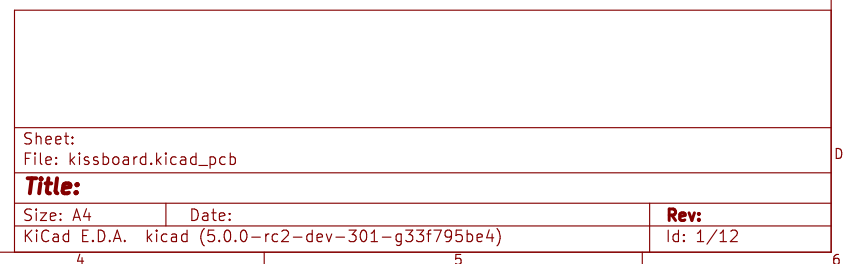 Sheet:
File: kissboard.kicad_pcb
D
Title:
Size: A4 Date: Rev:
KiCad E.D.A. kicad (5.0.0-rc2-dev-301-g33f795be4) Id: 1/12
4 5 6